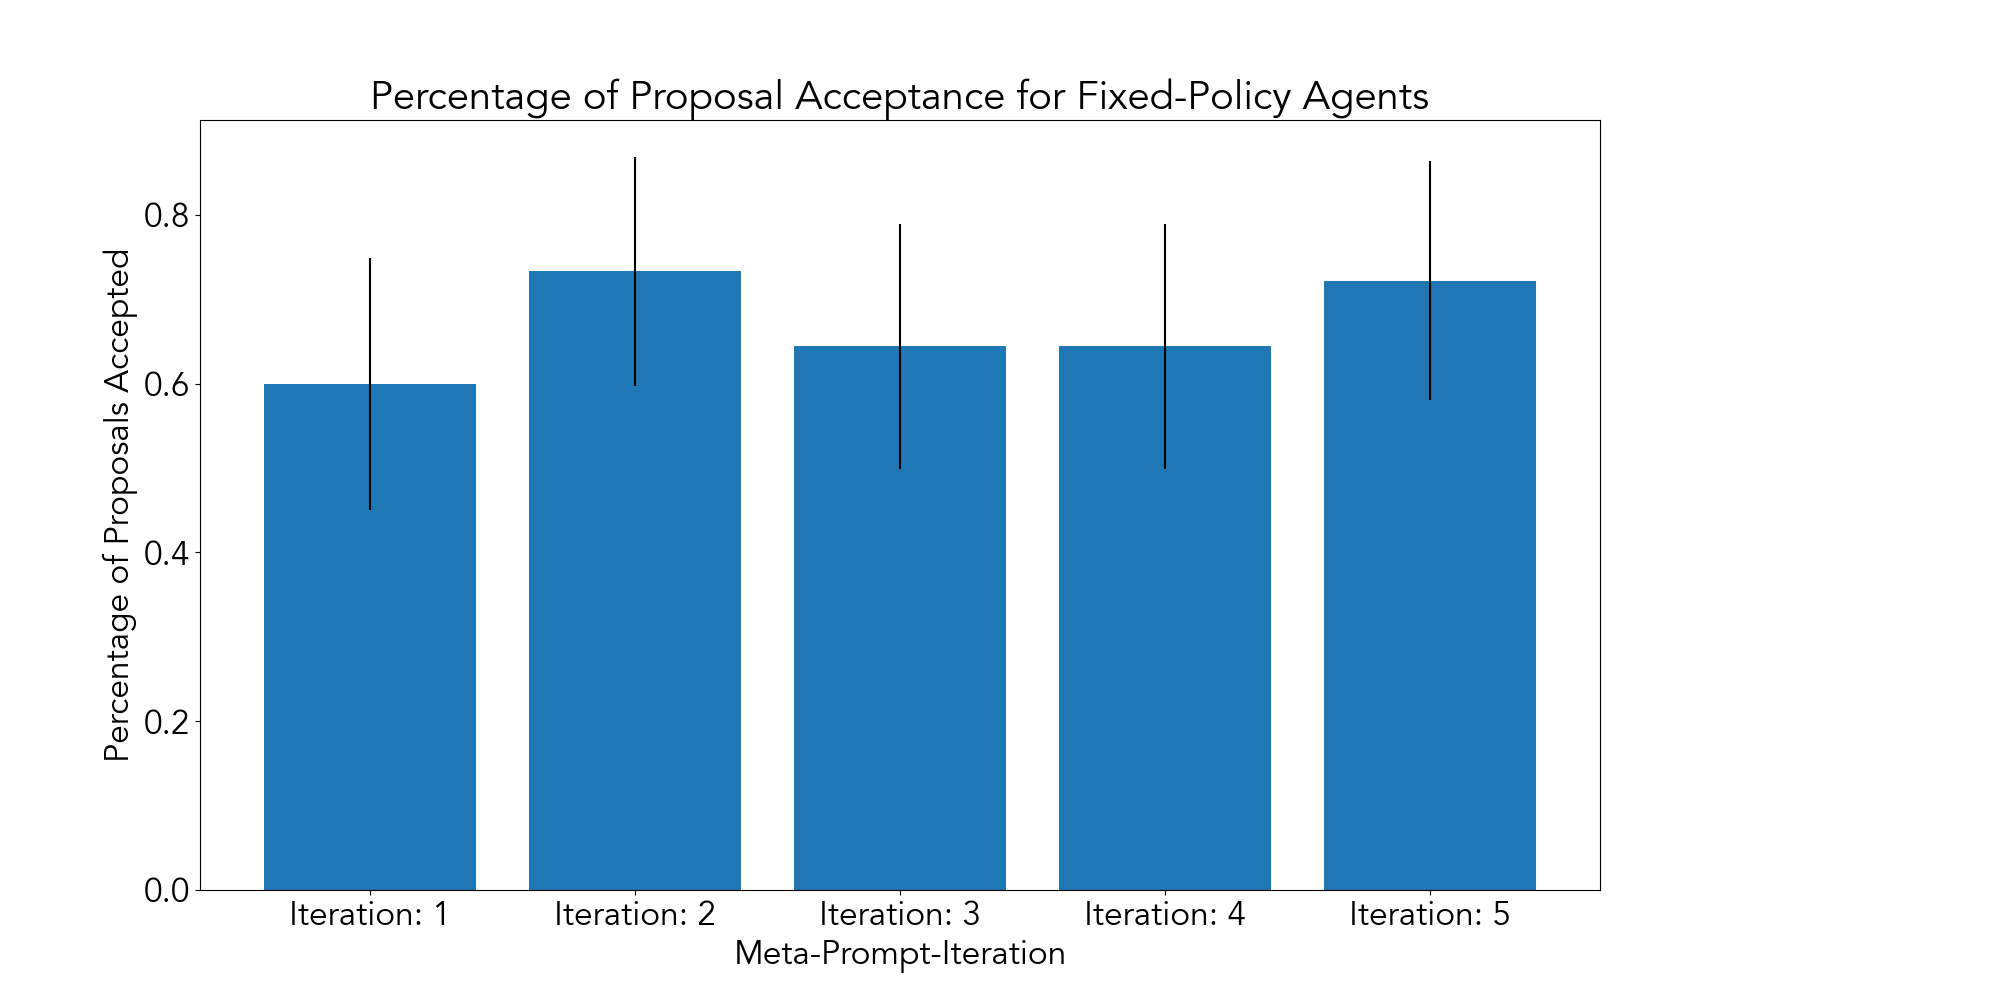 Percentage of Proposal Acceptance for Fixed-Policy Agents
Percentage of Proposals Accepted
0.8
0.6
0.4
0.2
0.0
Iteration: 1
Iteration: 2
Iteration: 3
Iteration: 4
Iteration: 5
Meta-Prompt-Iteration